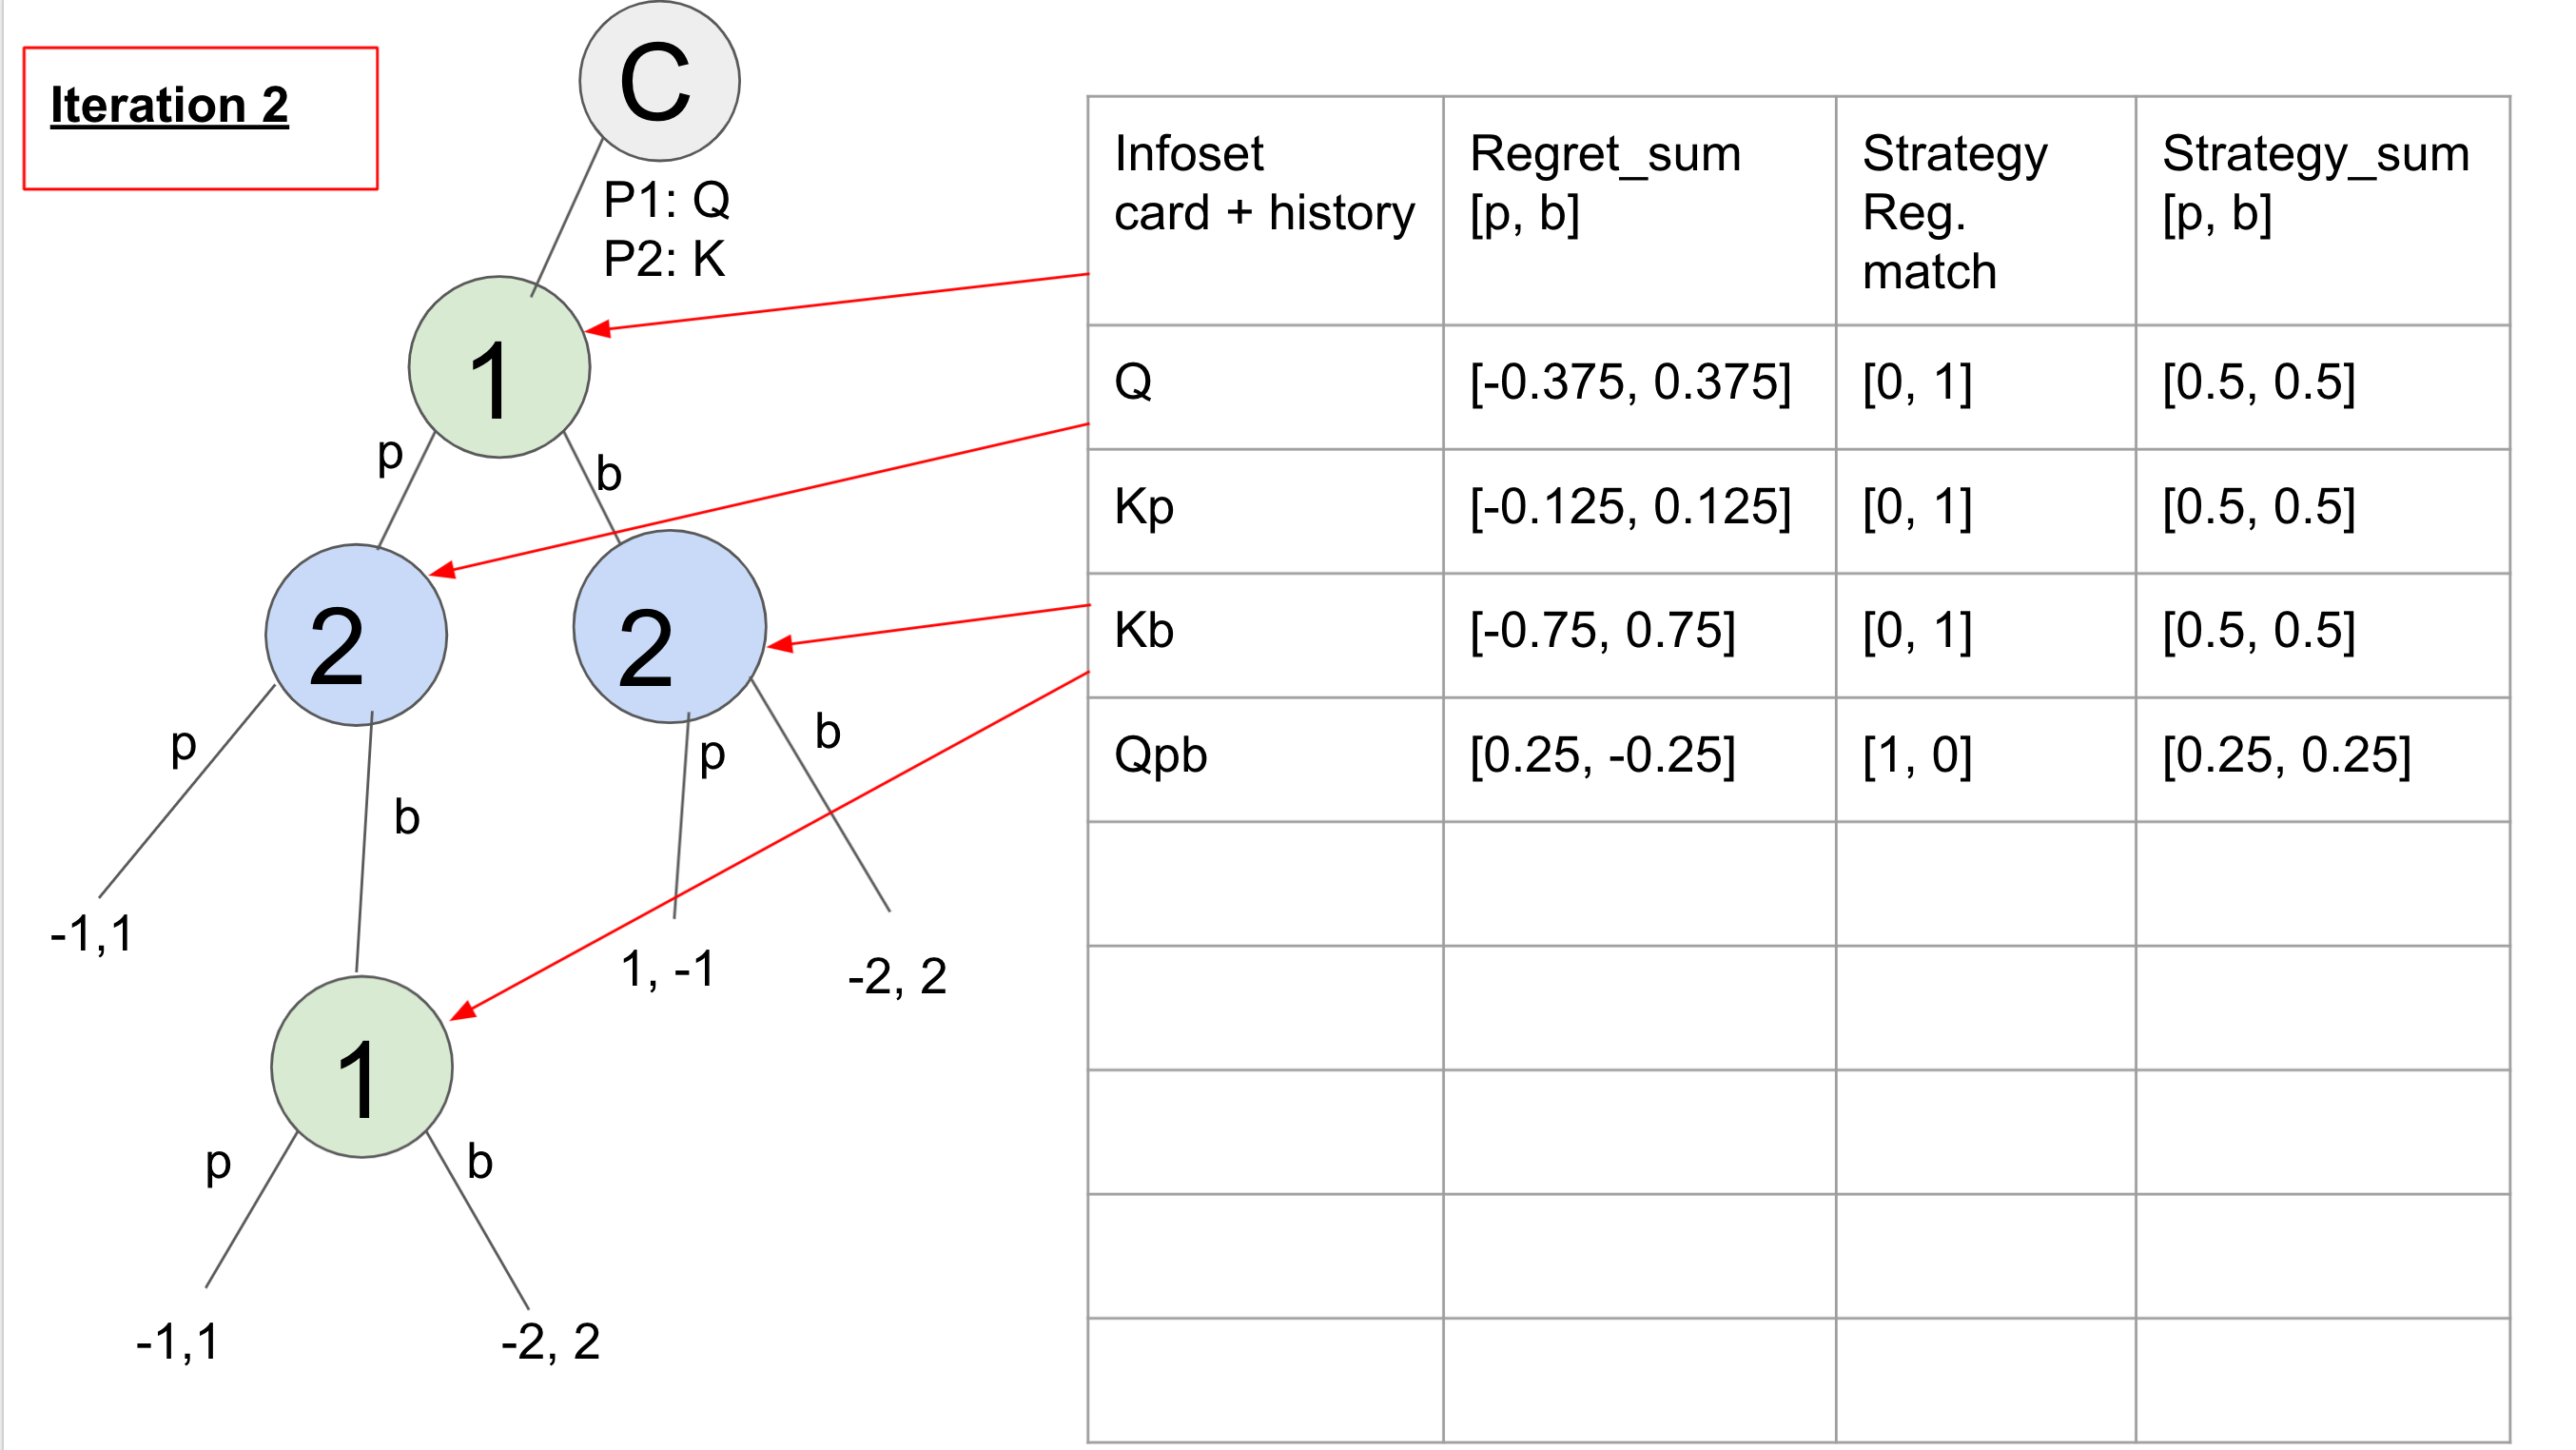 Iteration 2
C
P1: Q
P2: K
1
p
b
2
2
p
b
p
b
-1,1
1, -1
-2, 2
1
p
b
-1,1
-2, 2
Infoset
card + history
Regret_sum
[p, b]
Strategy
Reg.
match
Strategy_sum
[p, b]
Q
[-0.375, 0.375]
[0, 1]
[0.5, 0.5]
Kp
[-0.125, 0.125]
[0, 1]
[0.5, 0.5]
Kb
[-0.75, 0.75]
[0, 1]
[0.5, 0.5]
Qpb
[0.25, -0.25]
[1, 0]
[0.25, 0.25]